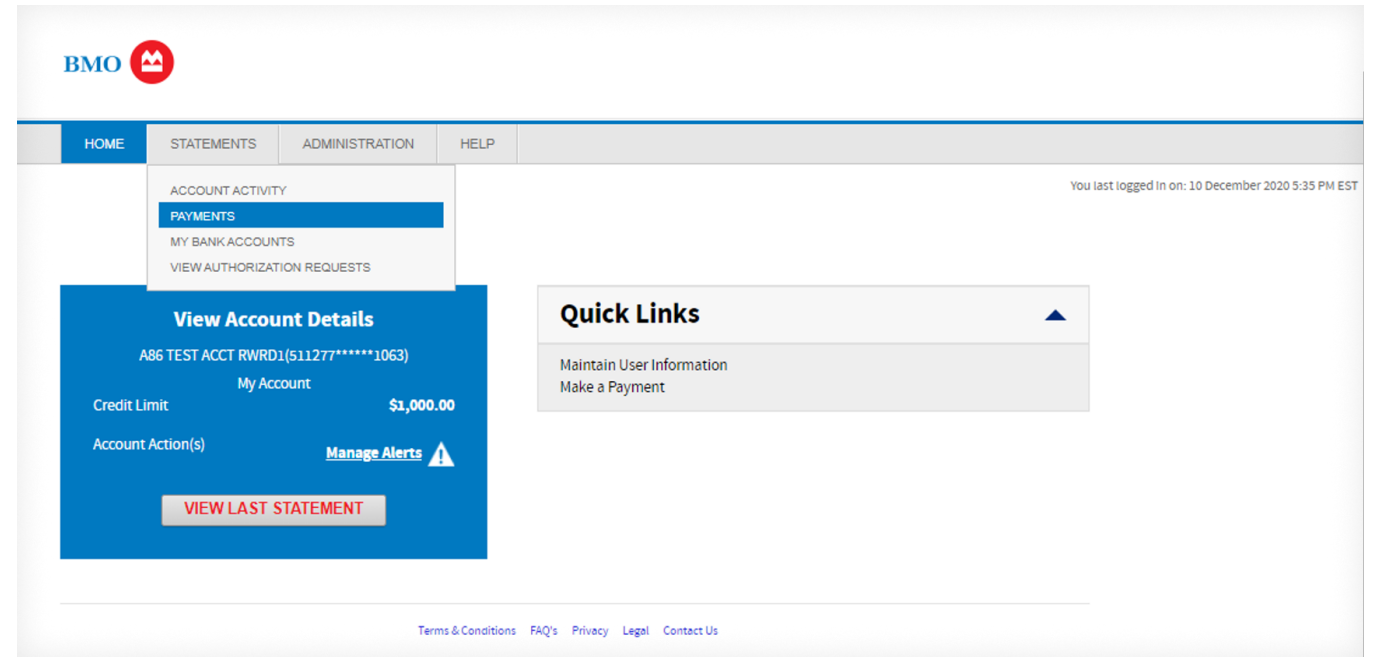 BMO
HOME STATEMENTS ADMINISTRATION HELP
You last logged in on: 10 December 2020 5:35 PM EST
ACCOUNT ACTIVITY
PAYMENTS
MY BANK ACCOUNTS
VIEW AUTHORIZATION REQUESTS
View Account Details
A86 TEST ACCT RWRD1(511277******1063)
My Account
Credit Limit $1,000.00
Account Action(s) Manage Alerts
VIEW LAST STATEMENT
Quick Links
Maintain User Information
Make a Payment
Terms & Conditions FAQ's Privacy Legal Contact Us